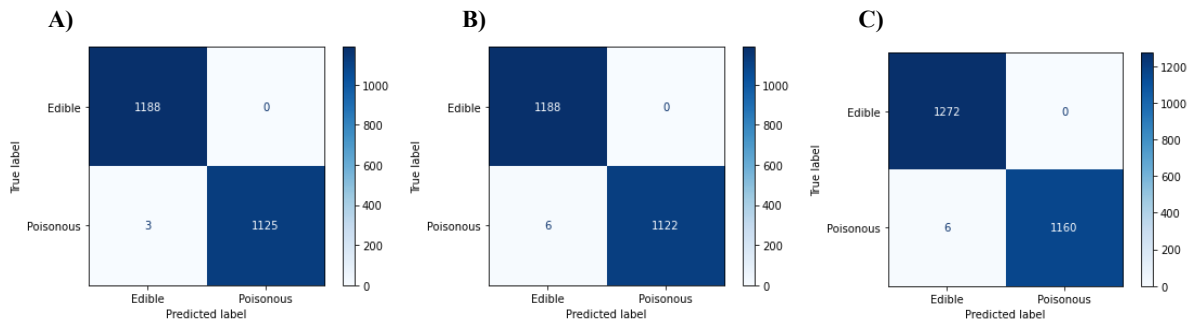 A)
Edible
Poisonous
True label
1188
0
3
1125
Edible
Poisonous
Predicted label
1000
800
600
400
200
0
B)
Edible
Poisonous
True label
1188
0
6
1122
Edible
Poisonous
Predicted label
1000
800
600
400
200
0
C)
Edible
Poisonous
True label
1272
0
6
1160
Edible
Poisonous
Predicted label
1200
1000
800
600
400
200
0